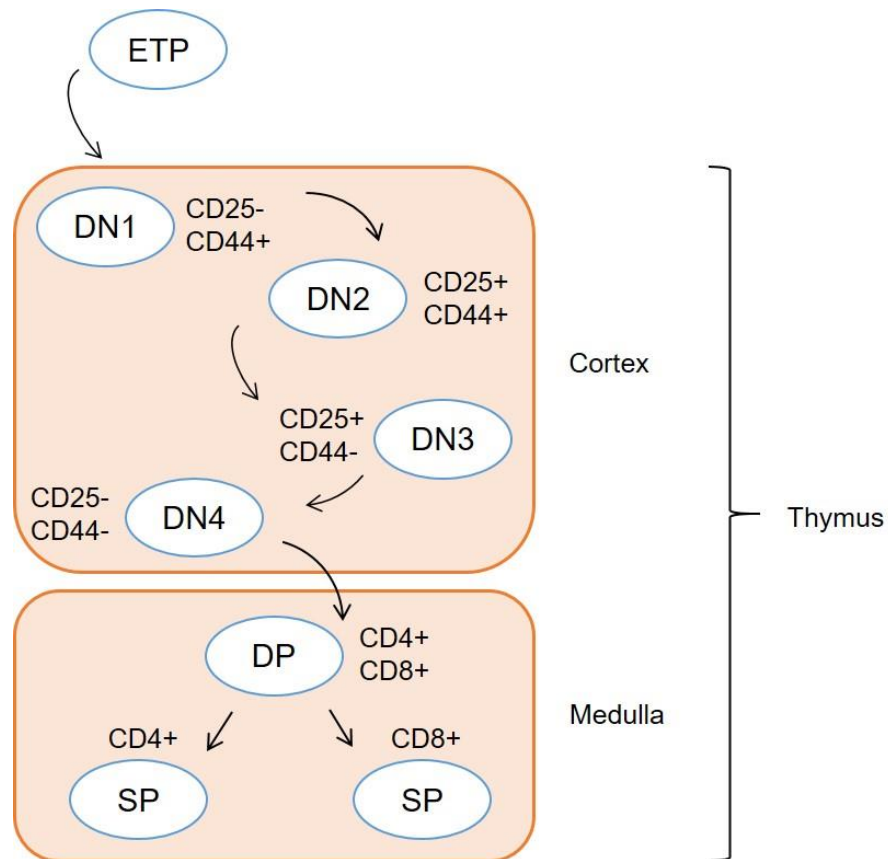 ETP
DN1
CD25-
CD44+
DN2
CD25+
CD44+
Cortex
CD25+
CD44-
DN3
CD25-
CD44-
DN4
Thymus
DP
CD4+
CD8+
Medulla
CD4+
CD8+
SP
SP